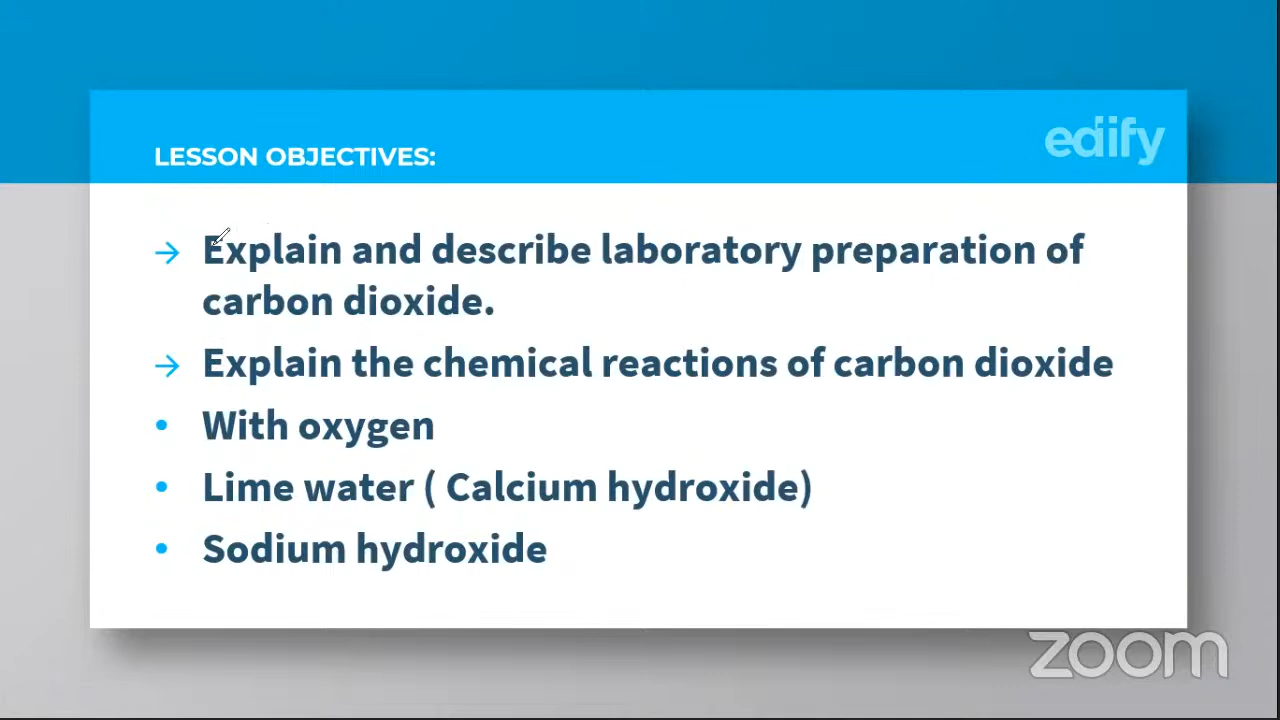 edify
LESSON OBJECTIVES:
→ Explain and describe laboratory preparation of
carbon dioxide.
→ Explain the chemical reactions of carbon dioxide
• With oxygen
• Lime water ( Calcium hydroxide)
• Sodium hydroxide
zoom